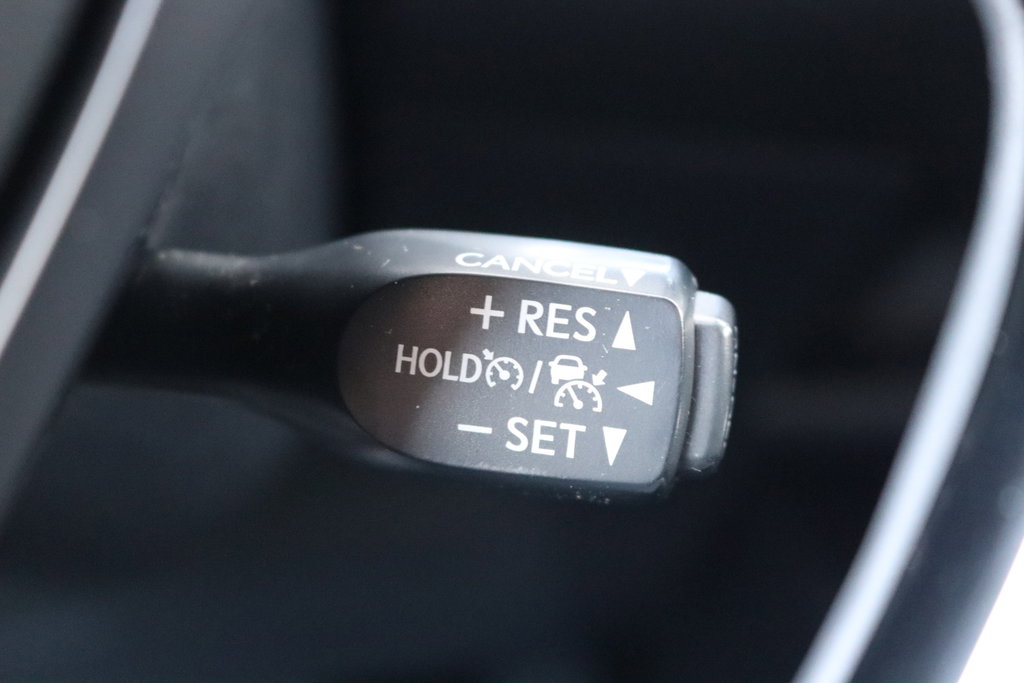 CANCEL
+ RES
HOLD /
− SET